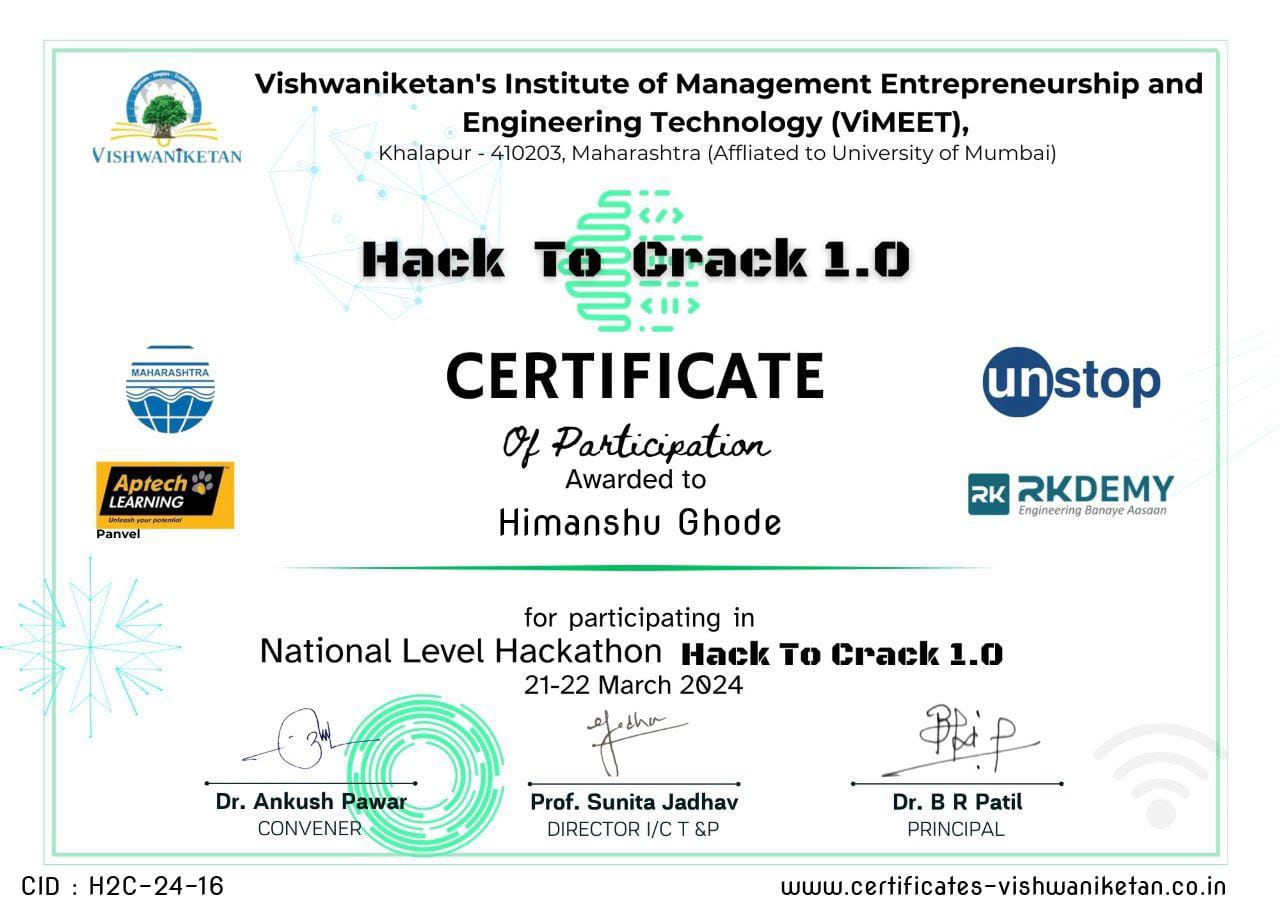 Vishwaniketan's Institute of Management Entrepreneurship and
Engineering Technology (ViMEET),
Khalapur - 410203, Maharashtra (Affliated to University of Mumbai)
VISHWANIKETAN
Hack To Crack 1.0
MAHARASHTRA
CERTIFICATE
unstop
Of Participation
Awarded to
Aptech
LEARNING
Unleash your potential
Panvel
RK RKDEMY
Engineering Banaye Aasaan
Himanshu Ghode
for participating in
National Level Hackathon Hack To Crack 1.0
21-22 March 2024
Dr. Ankush Pawar
CONVENER
Prof. Sunita Jadhav
DIRECTOR I/C T &P
Dr. B R Patil
PRINCIPAL
CID : H2C-24-16
www.certificates-vishwaniketan.co.in